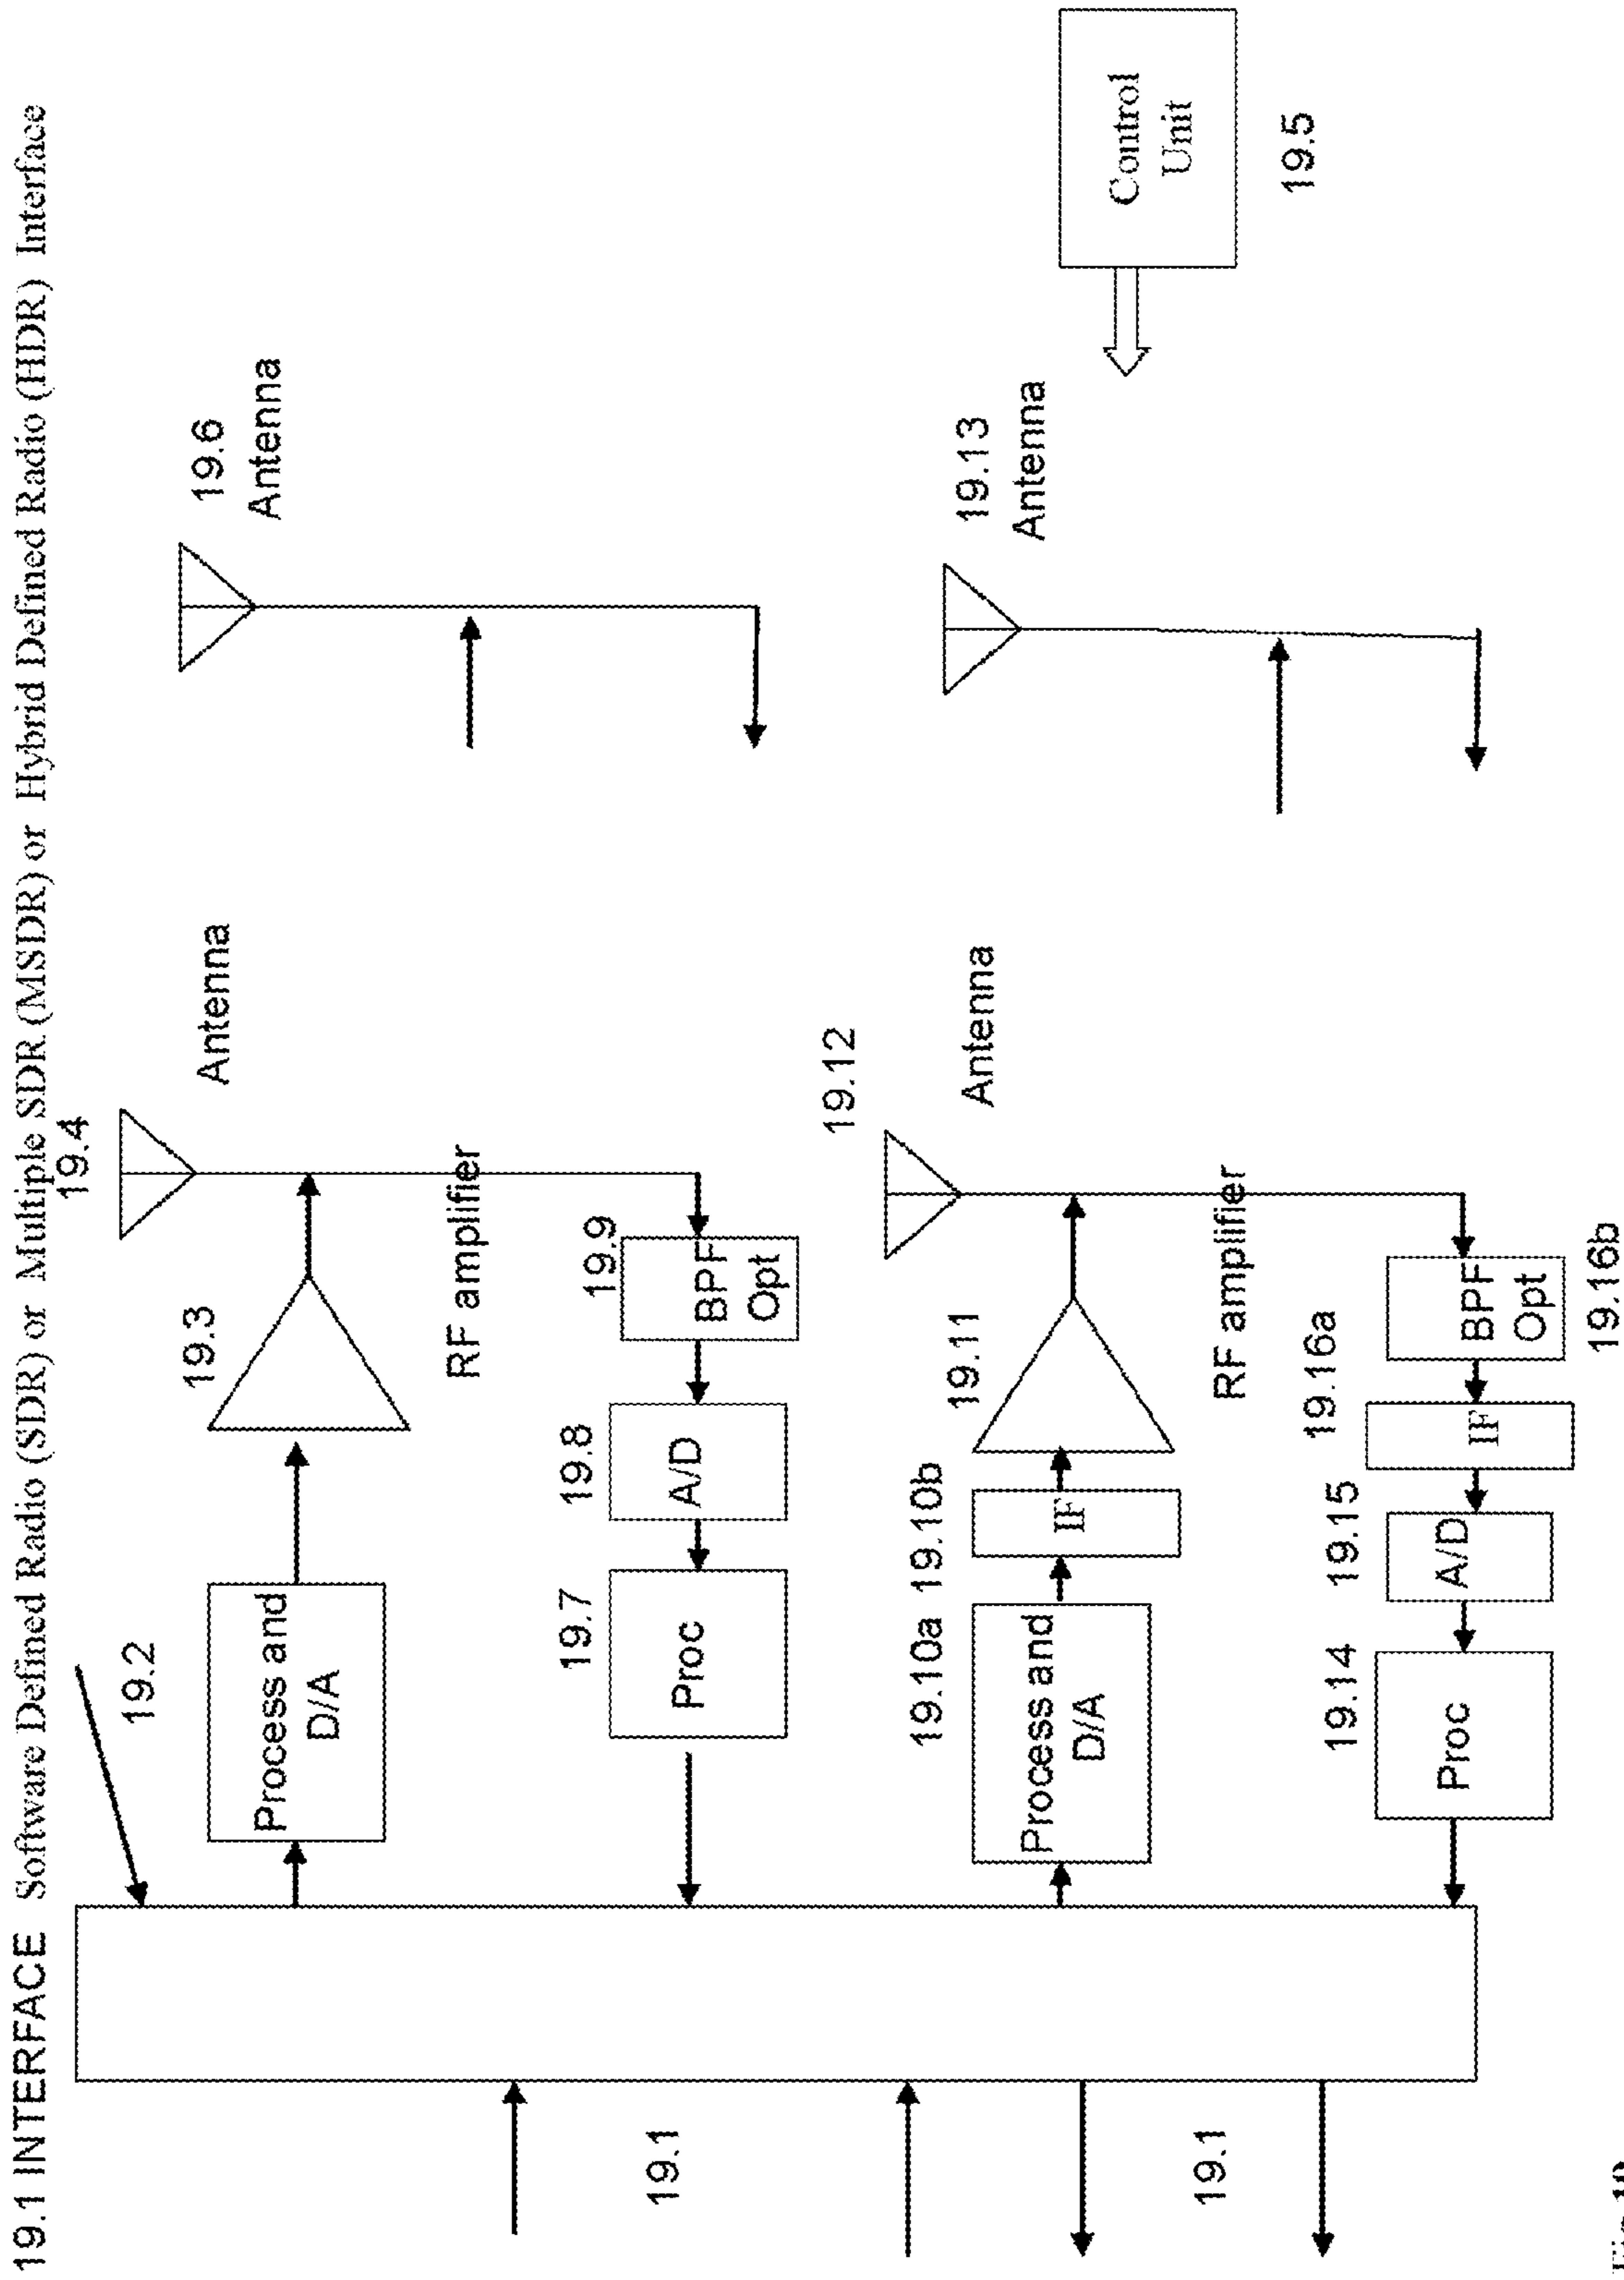 19.1 INTERFACE Software Defined Radio (SDR) or Multiple SDR (MSDR) or Hybrid Defined Radio (HDR) Interface
19.4
Antenna
19.6
Antenna
19.2
19.3
Process and
D/A
RF amplifier
19.7
19.8
19.9
Proc
A/D
BPF
Opt
19.12
Antenna
19.13
Antenna
Control
Unit
19.5
19.10a
19.10b
19.11
Process and
D/A
IF
RF amplifier
19.14
19.15
19.16a
Proc
A/D
IF
BPF
Opt
19.16b
19.1
19.1